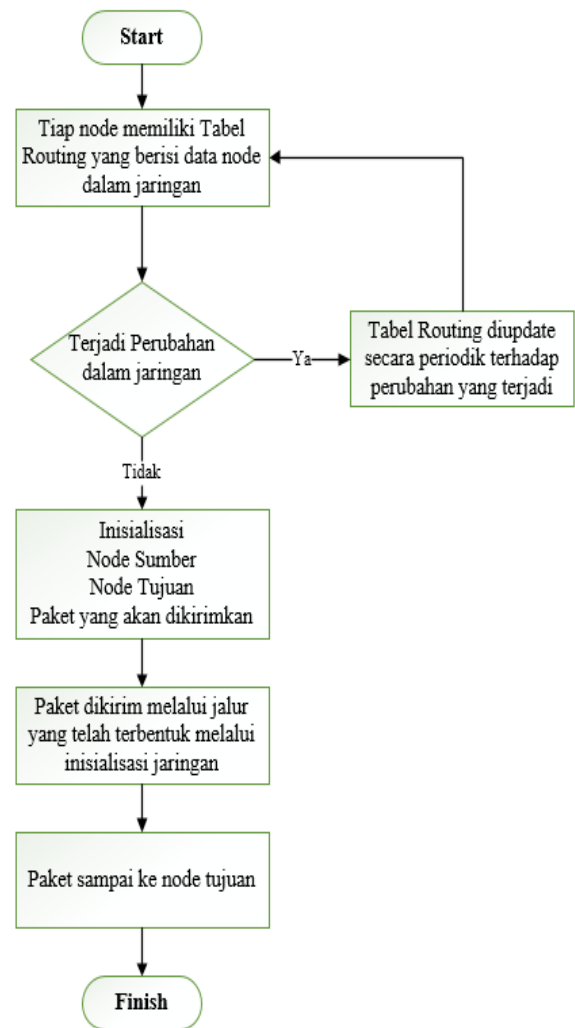 Start
Tiap node memiliki Tabel
Routing yang berisi data node
dalam jaringan
Terjadi Perubahan
dalam jaringan
Ya
Tabel Routing diupdate
secara periodik terhadap
perubahan yang terjadi
Tidak
Inisialisasi
Node Sumber
Node Tujuan
Paket yang akan dikirimkan
Paket dikirim melalui jalur
yang telah terbentuk melalui
inisialisasi jaringan
Paket sampai ke node tujuan
Finish